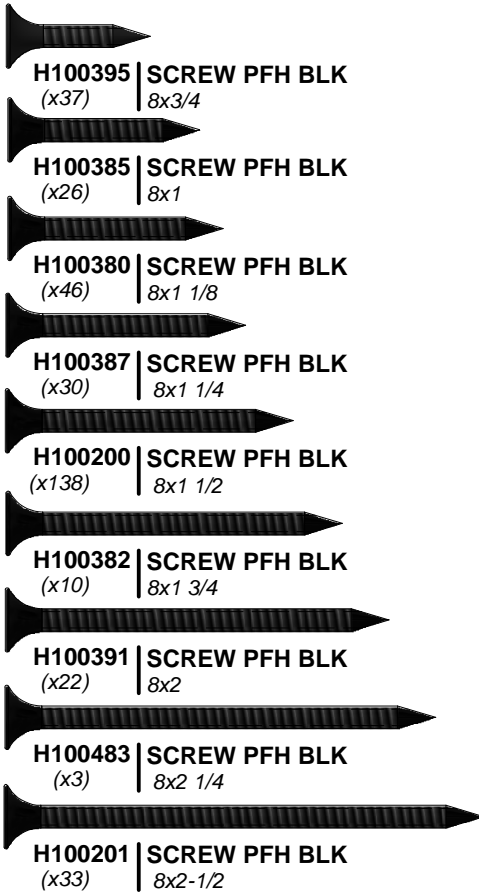 H100395 SCREW PFH BLK
(x37) 8x3/4
H100385 SCREW PFH BLK
(x26) 8x1
H100380 SCREW PFH BLK
(x46) 8x1 1/8
H100387 SCREW PFH BLK
(x30) 8x1 1/4
H100200 SCREW PFH BLK
(x138) 8x1 1/2
H100382 SCREW PFH BLK
(x10) 8x1 3/4
H100391 SCREW PFH BLK
(x22) 8x2
H100483 SCREW PFH BLK
(x3) 8x2 1/4
H100201 SCREW PFH BLK
(x33) 8x2-1/2